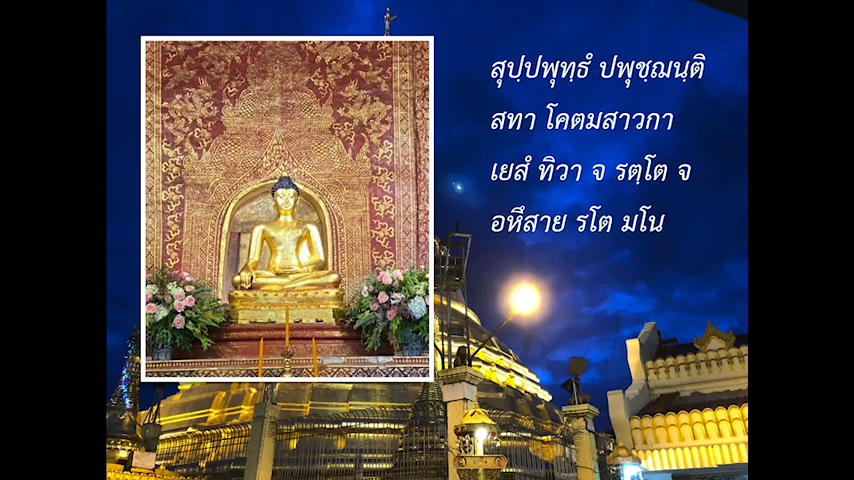 สุปฺปพุทฺธํ ปพุชฺฌนฺติ
สทา โคตมสาวกา
เยสํ ทิวา จ รตฺโต จ
อหึสาย รโต มโน